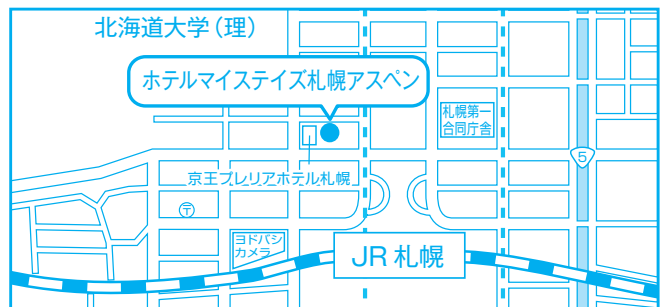 北海道大学（理）
ホテルマイステイズ札幌アスペン
札幌第一
合同庁舎
5
京王プレリアホテル札幌
〒
ヨドバシ
カメラ
JR 札幌